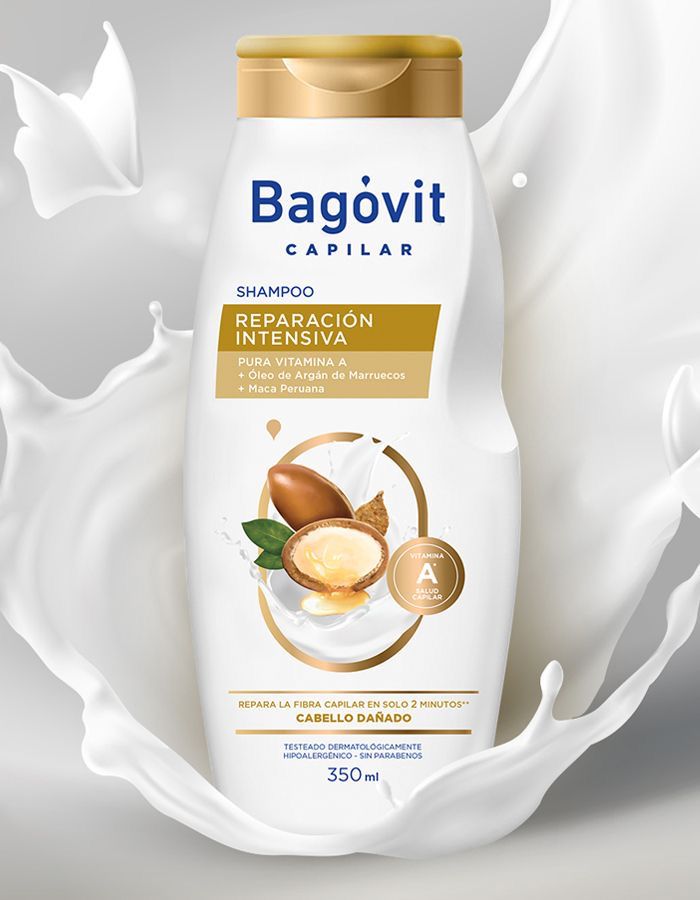 Bagóvit
CAPILAR
SHAMPOO
REPARACIÓN
INTENSIVA
PURA VITAMINA A
+ Óleo de Argán de Marruecos
+ Maca Peruana
VITAMINA
A*
SALUD
CAPILAR
REPARA LA FIBRA CAPILAR EN SOLO 2 MINUTOS**
CABELLO DAÑADO
TESTEADO DERMATOLÓGICAMENTE
HIPOALERGÉNICO - SIN PARABENOS
350 ml